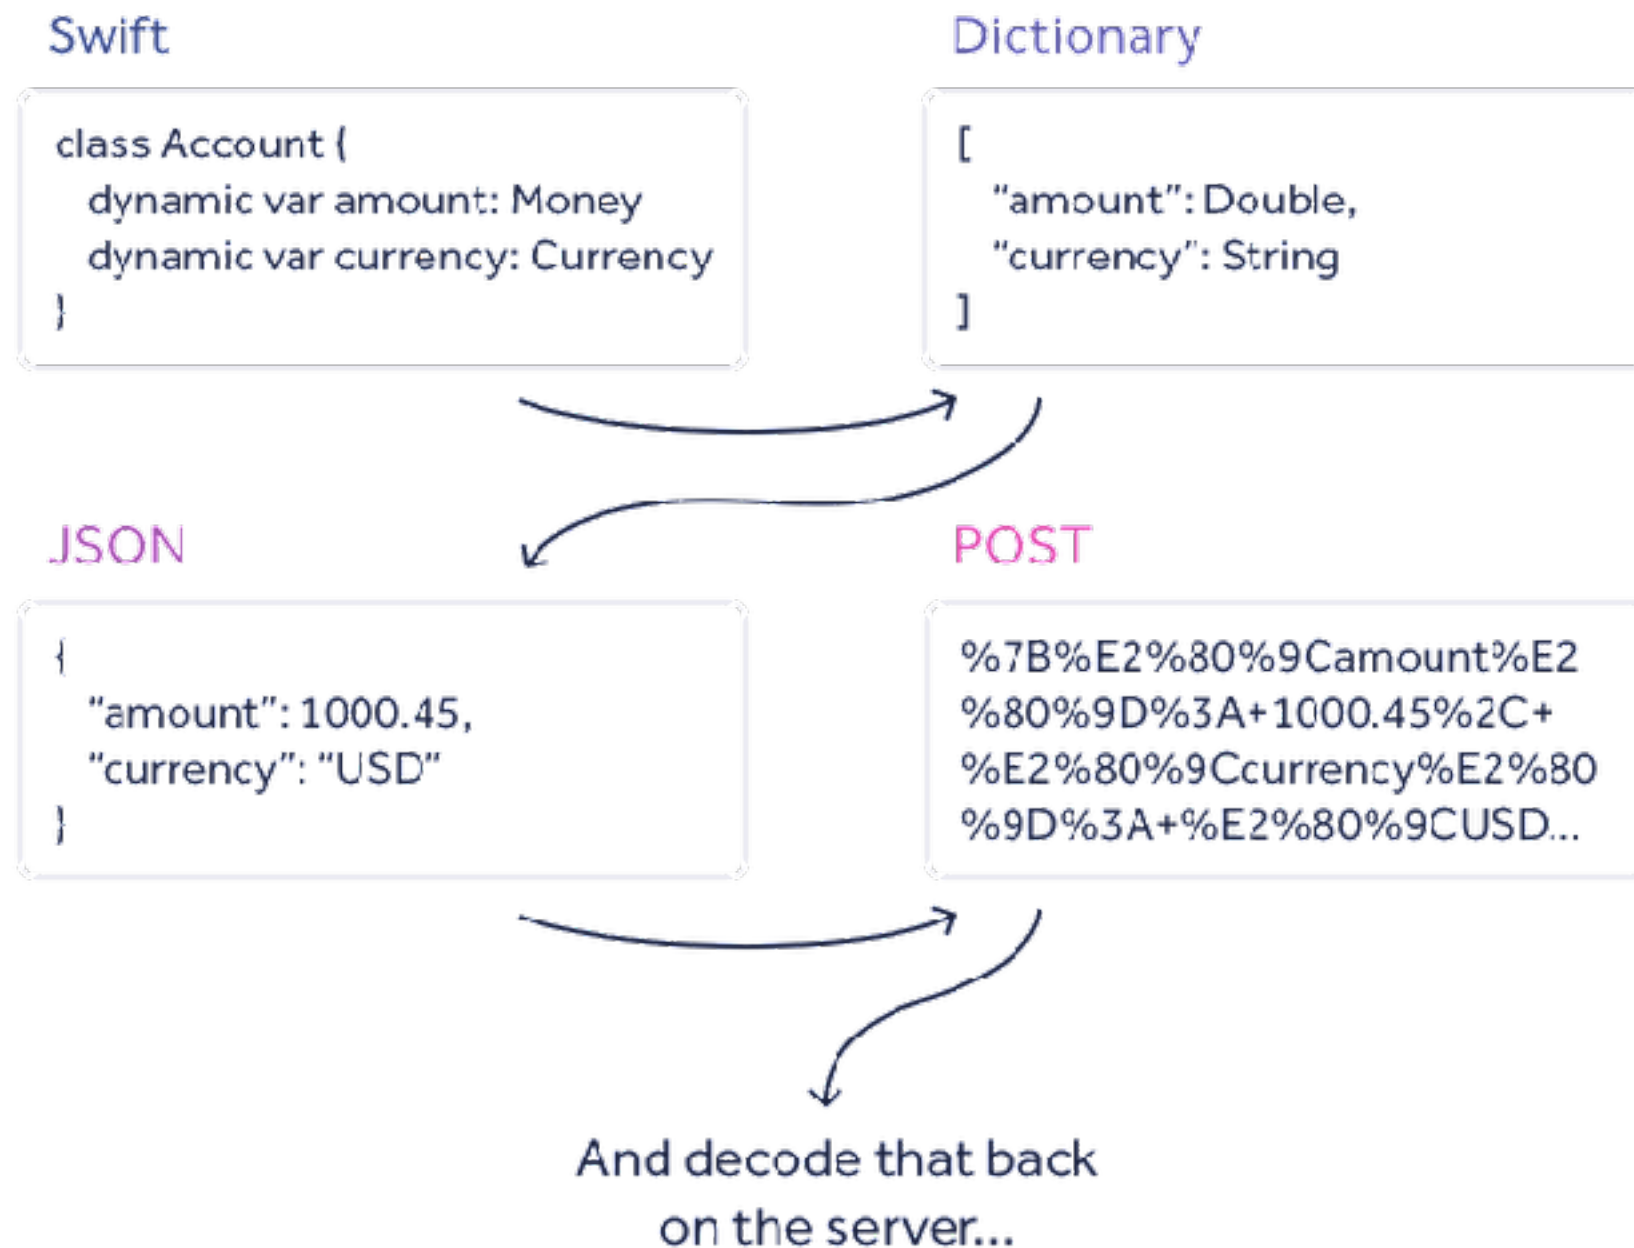 Swift
class Account {
dynamic var amount: Money
dynamic var currency: Currency
}
Dictionary
[
“amount”: Double,
“currency”: String
]
JSON
{
“amount”: 1000.45,
“currency”: “USD”
}
POST
%7B%E2%80%9Camount%E2
%80%9D%3A+1000.45%2C+
%E2%80%9Ccurrency%E2%80
%9D%3A+%E2%80%9CUSD...
And decode that back
on the server...